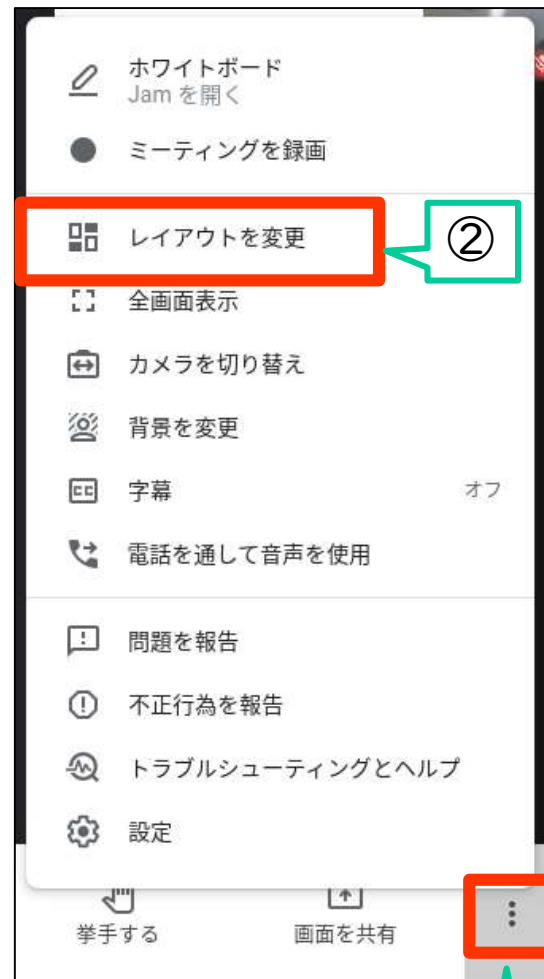 ホワイトボード
Jam を開く
ミーティングを録画
レイアウトを変更
②
全画面表示
カメラを切り替え
背景を変更
字幕
オフ
電話を通して音声を使用
問題を報告
不正行為を報告
トラブルシューティングとヘルプ
設定
挙手する
画面を共有